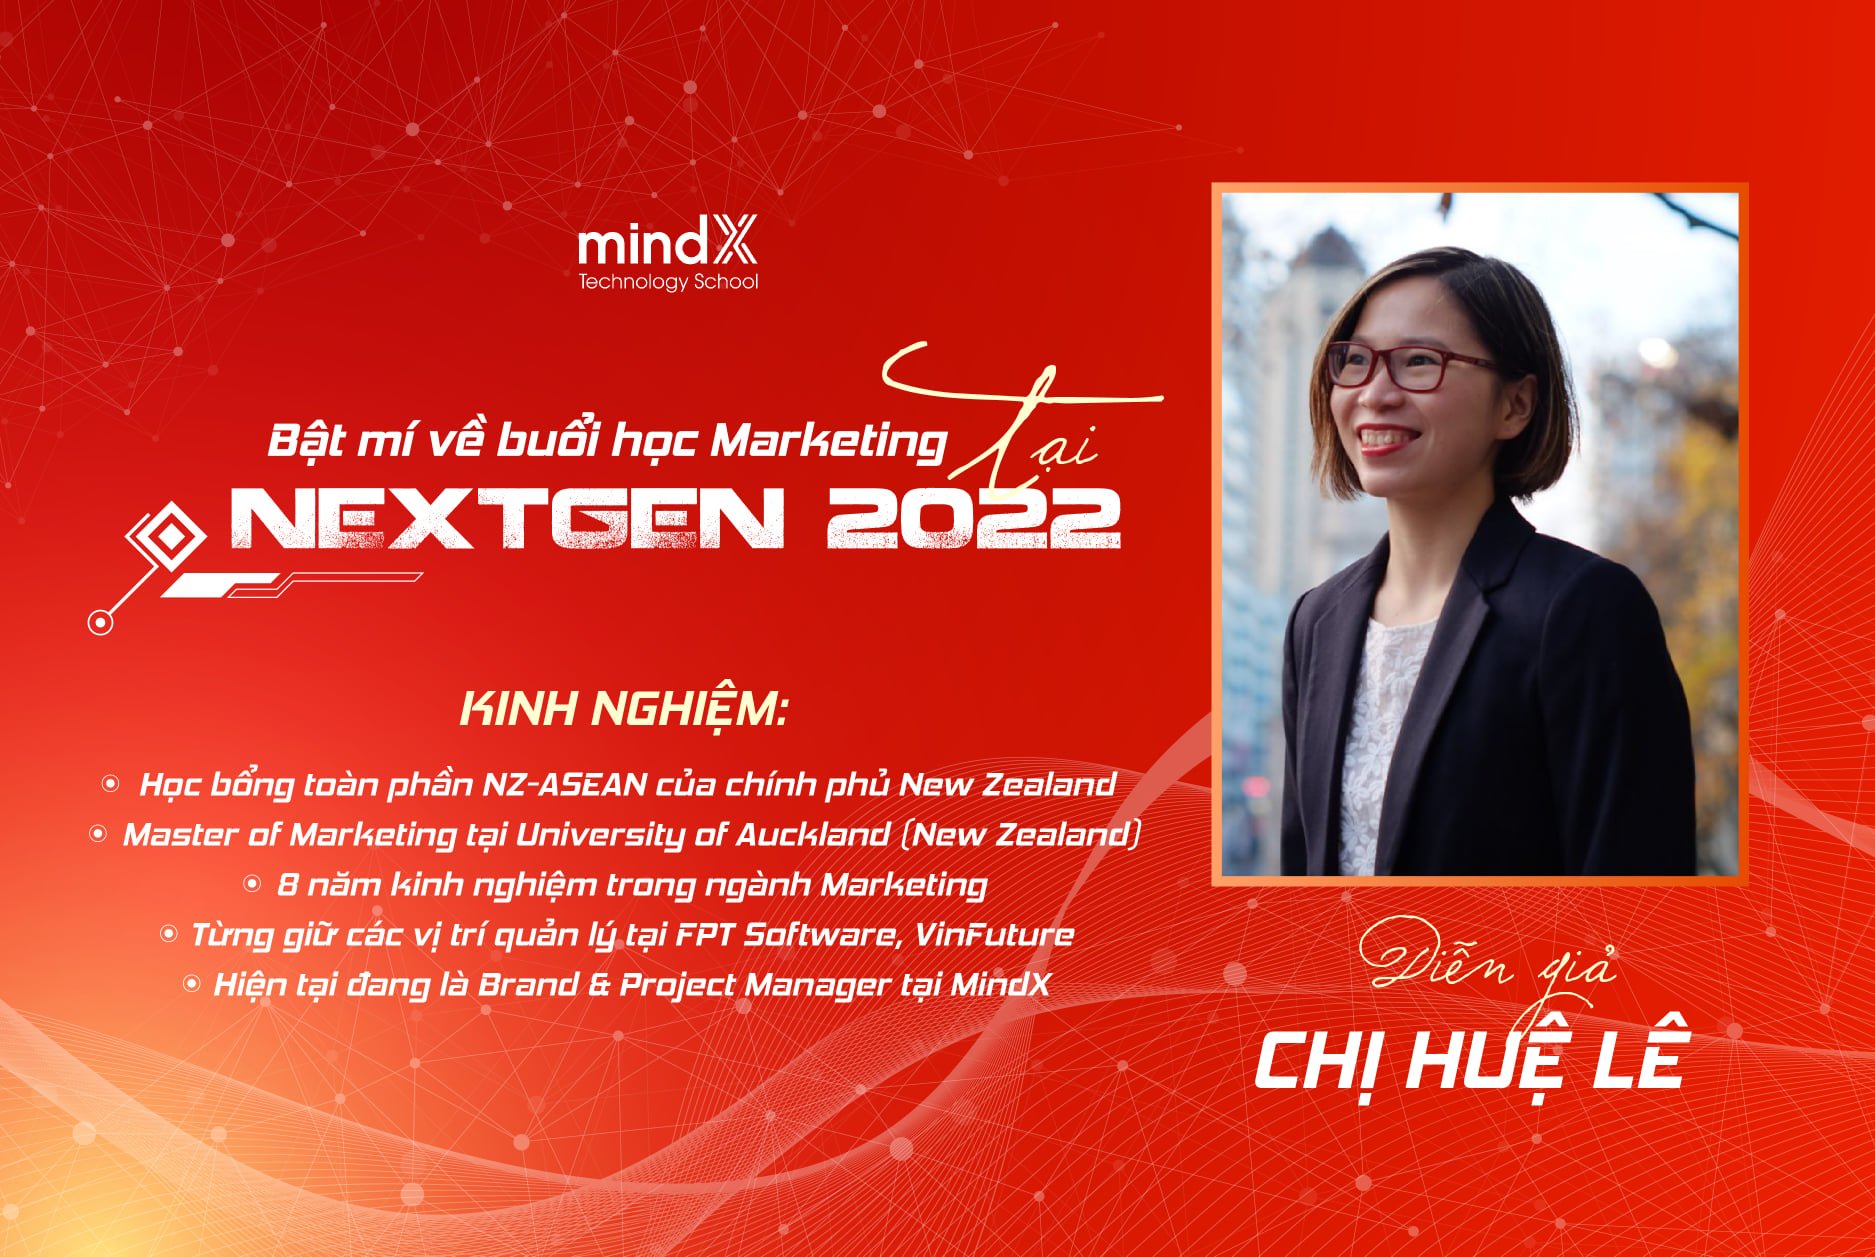 mindX
Technology School
Bật mí về buổi học Marketing tại
NEXTGEN 2022
KINH NGHIỆM:
Học bổng toàn phần NZ-ASEAN của chính phủ New Zealand
Master of Marketing tại University of Auckland (New Zealand)
8 năm kinh nghiệm trong ngành Marketing
Từng giữ các vị trí quản lý tại FPT Software, VinFuture
Hiện tại đang là Brand & Project Manager tại MindX
Diễn giả
CHỊ HUỆ LÊ